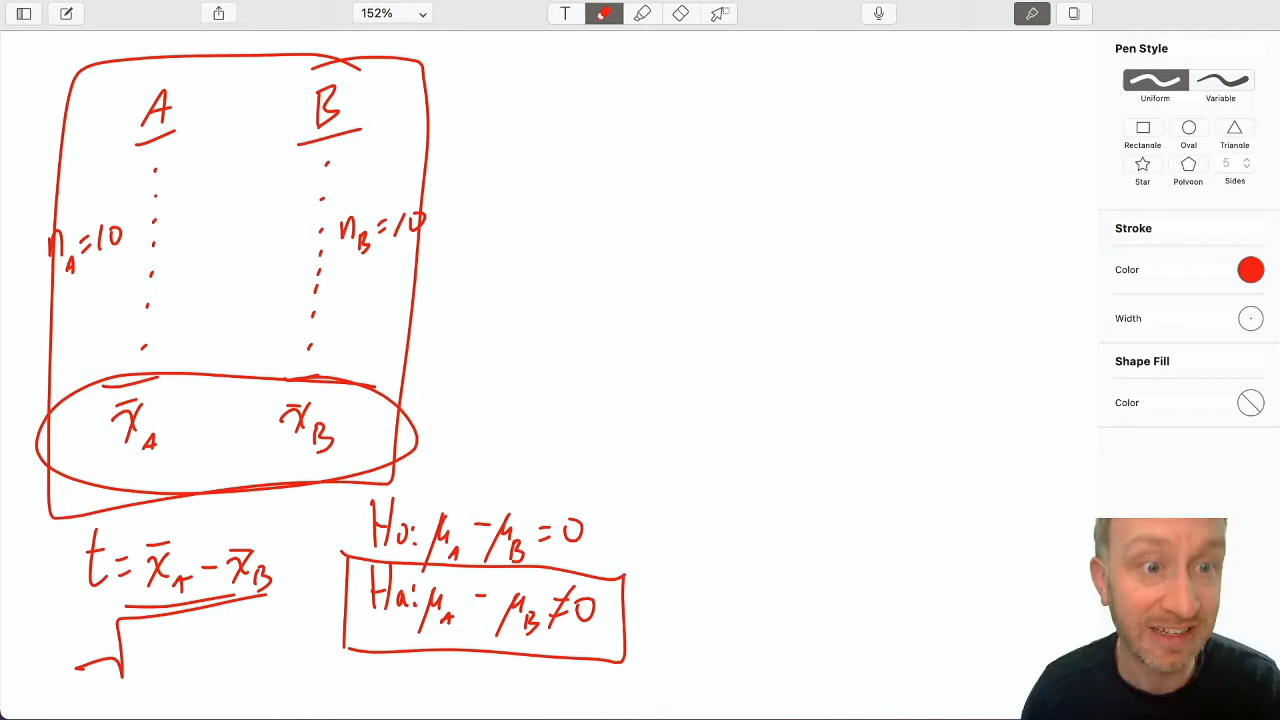 152%
T
Pen Style
Uniform Variable
Rectangle Oval Triangle
5
Star Polygon Sides
Stroke
Color
Width
Shape Fill
Color
A B
n_A=10 n_B=10
x̄_A x̄_B
t= x̄_A - x̄_B
√
Ho: μ_A - μ_B = 0
Ha: μ_A - μ_B ≠ 0